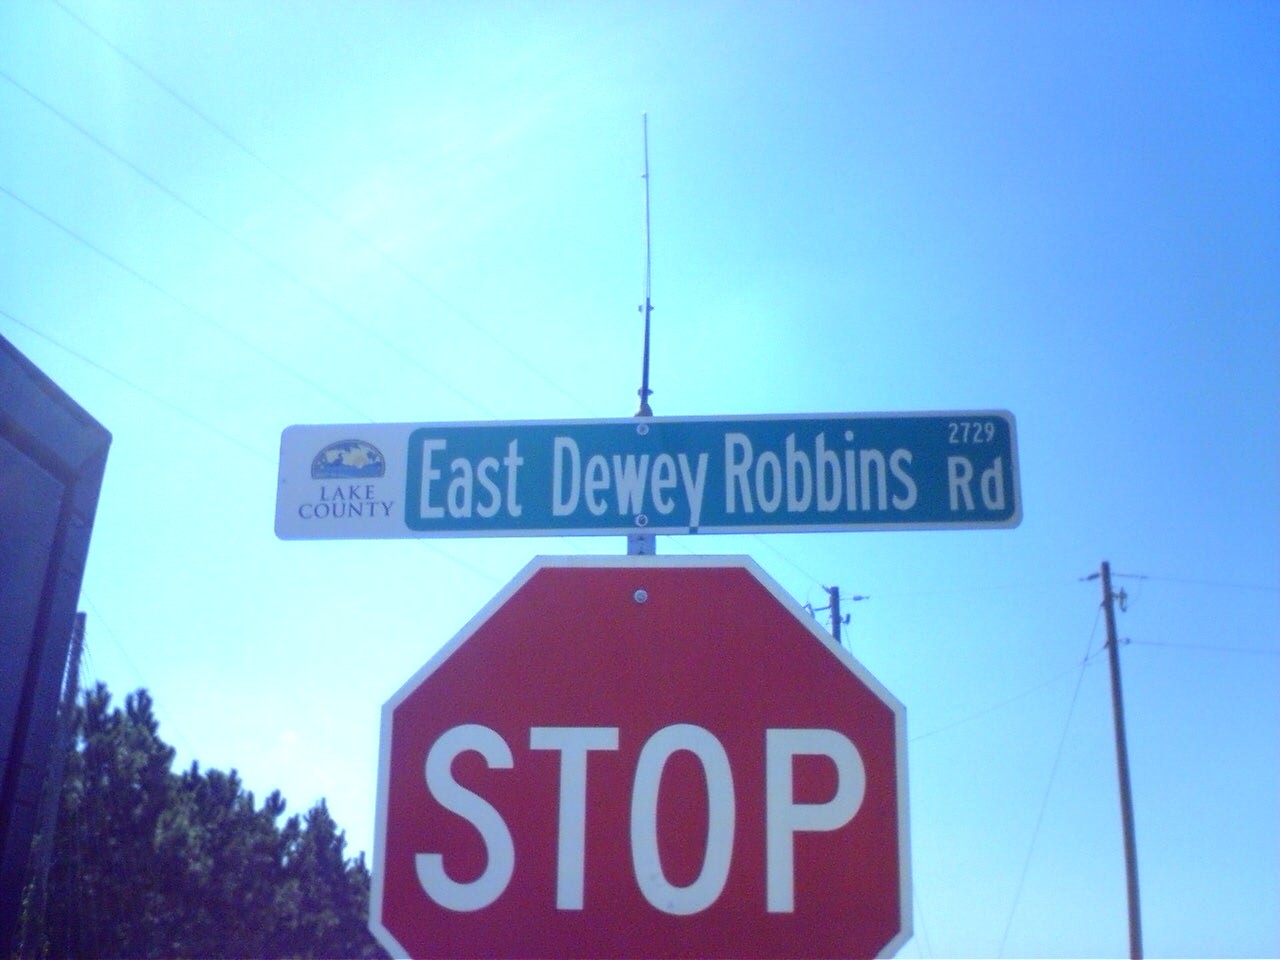 LAKE
COUNTY
East Dewey Robbins Rd
2729
STOP